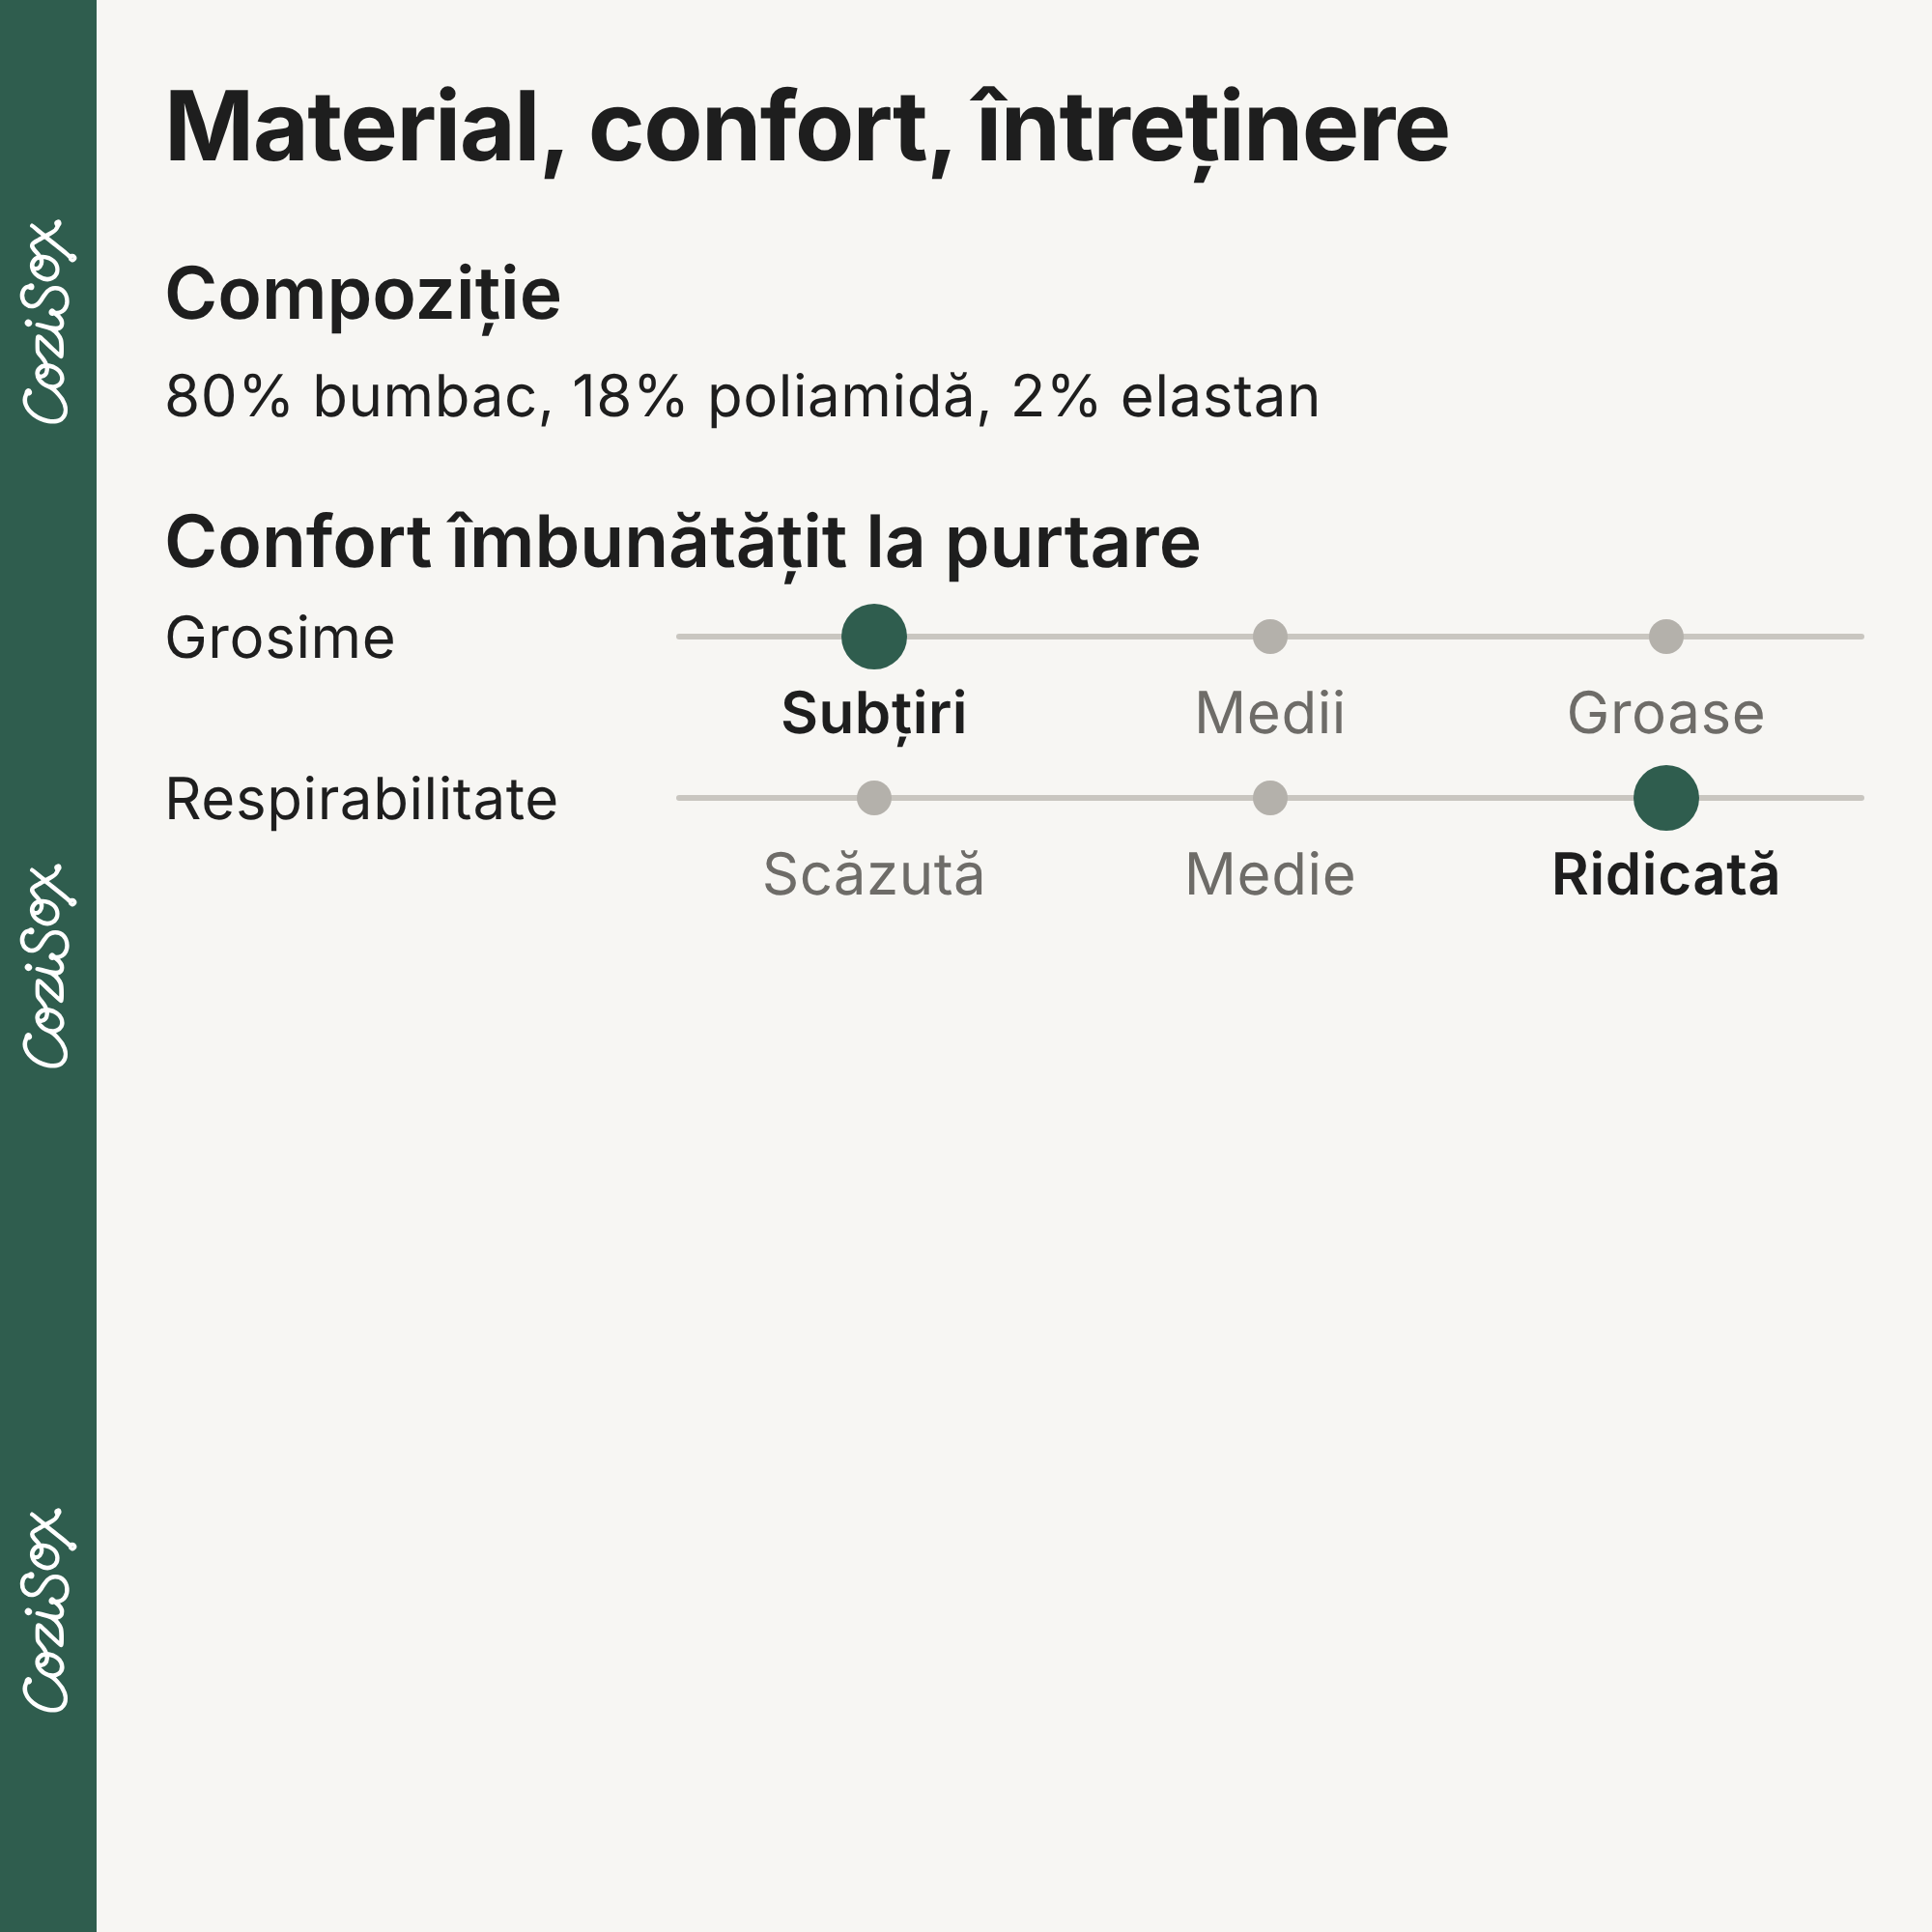 Material, confort, întreținere
Compoziție
80% bumbac, 18% poliamidă, 2% elastan
Confort îmbunătățit la purtare
Grosime
Subțiri Medii Groase
Respirabilitate
Scăzută Medie Ridicată
CoziSox
CoziSox
CoziSox